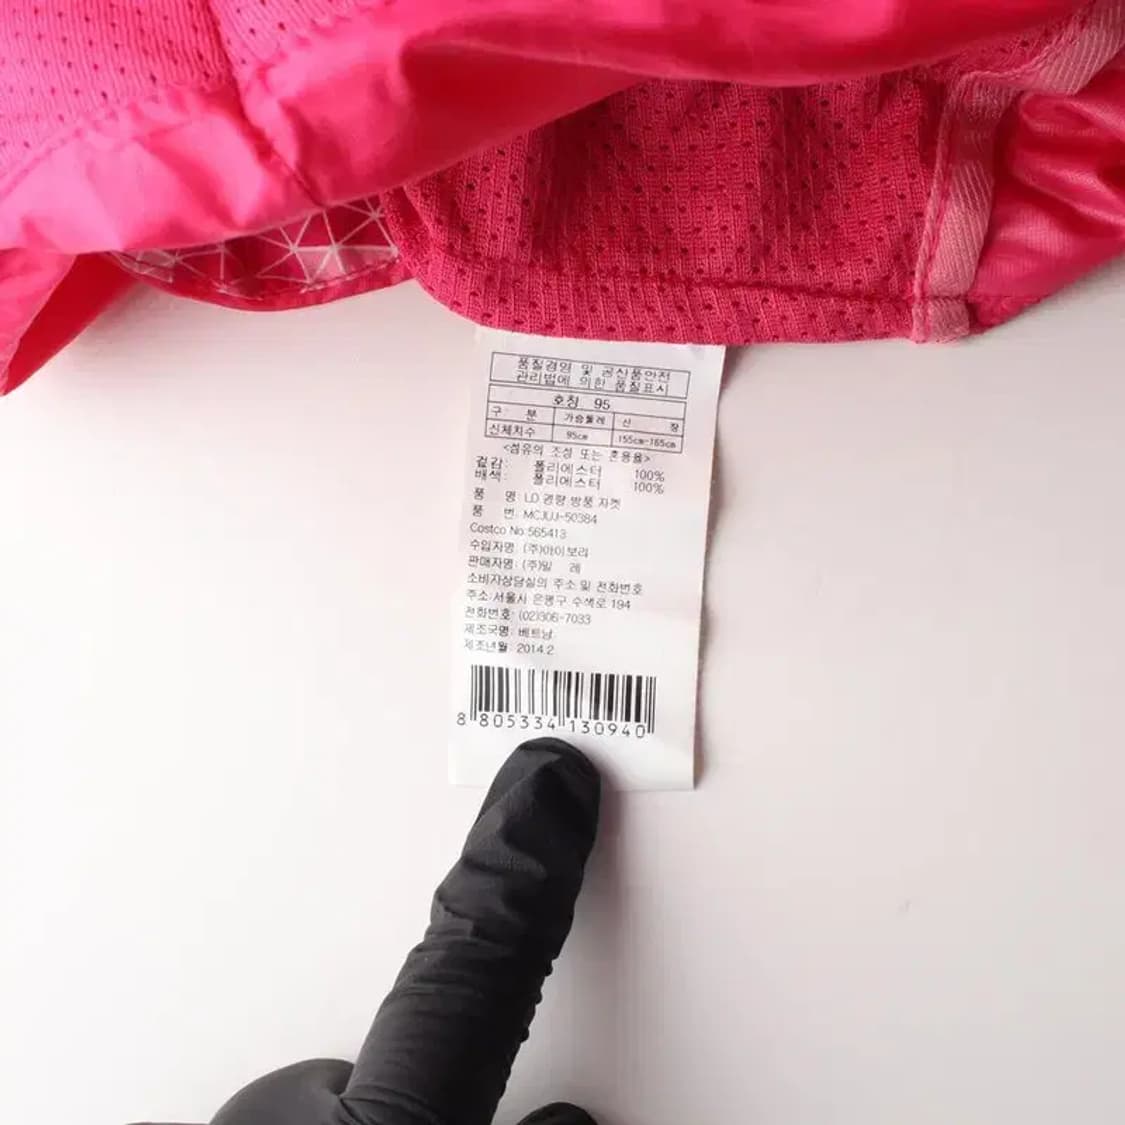 품질경영 및 공산품안전
관리법에 의한 품질표시
호칭. 95
구 분 가슴둘레 신 장
신체치수 95cm 155cm-165cm
<섬유의 조성 또는 혼용율>
겉감: 폴리에스터 100%
배색: 폴리에스터 100%
품 명: LD 경량 방풍 자켓
품 번: MCJUJ-50384
Costco No:565413
수입자명: (주)아이보리
판매자명: (주)밀 레
소비자상담실의 주소 및 전화번호
주소:서울시 은평구 수색로 194
전화번호: (02)306-7033
제조국명: 베트남
제조년월: 2014.2
8 805334 130940